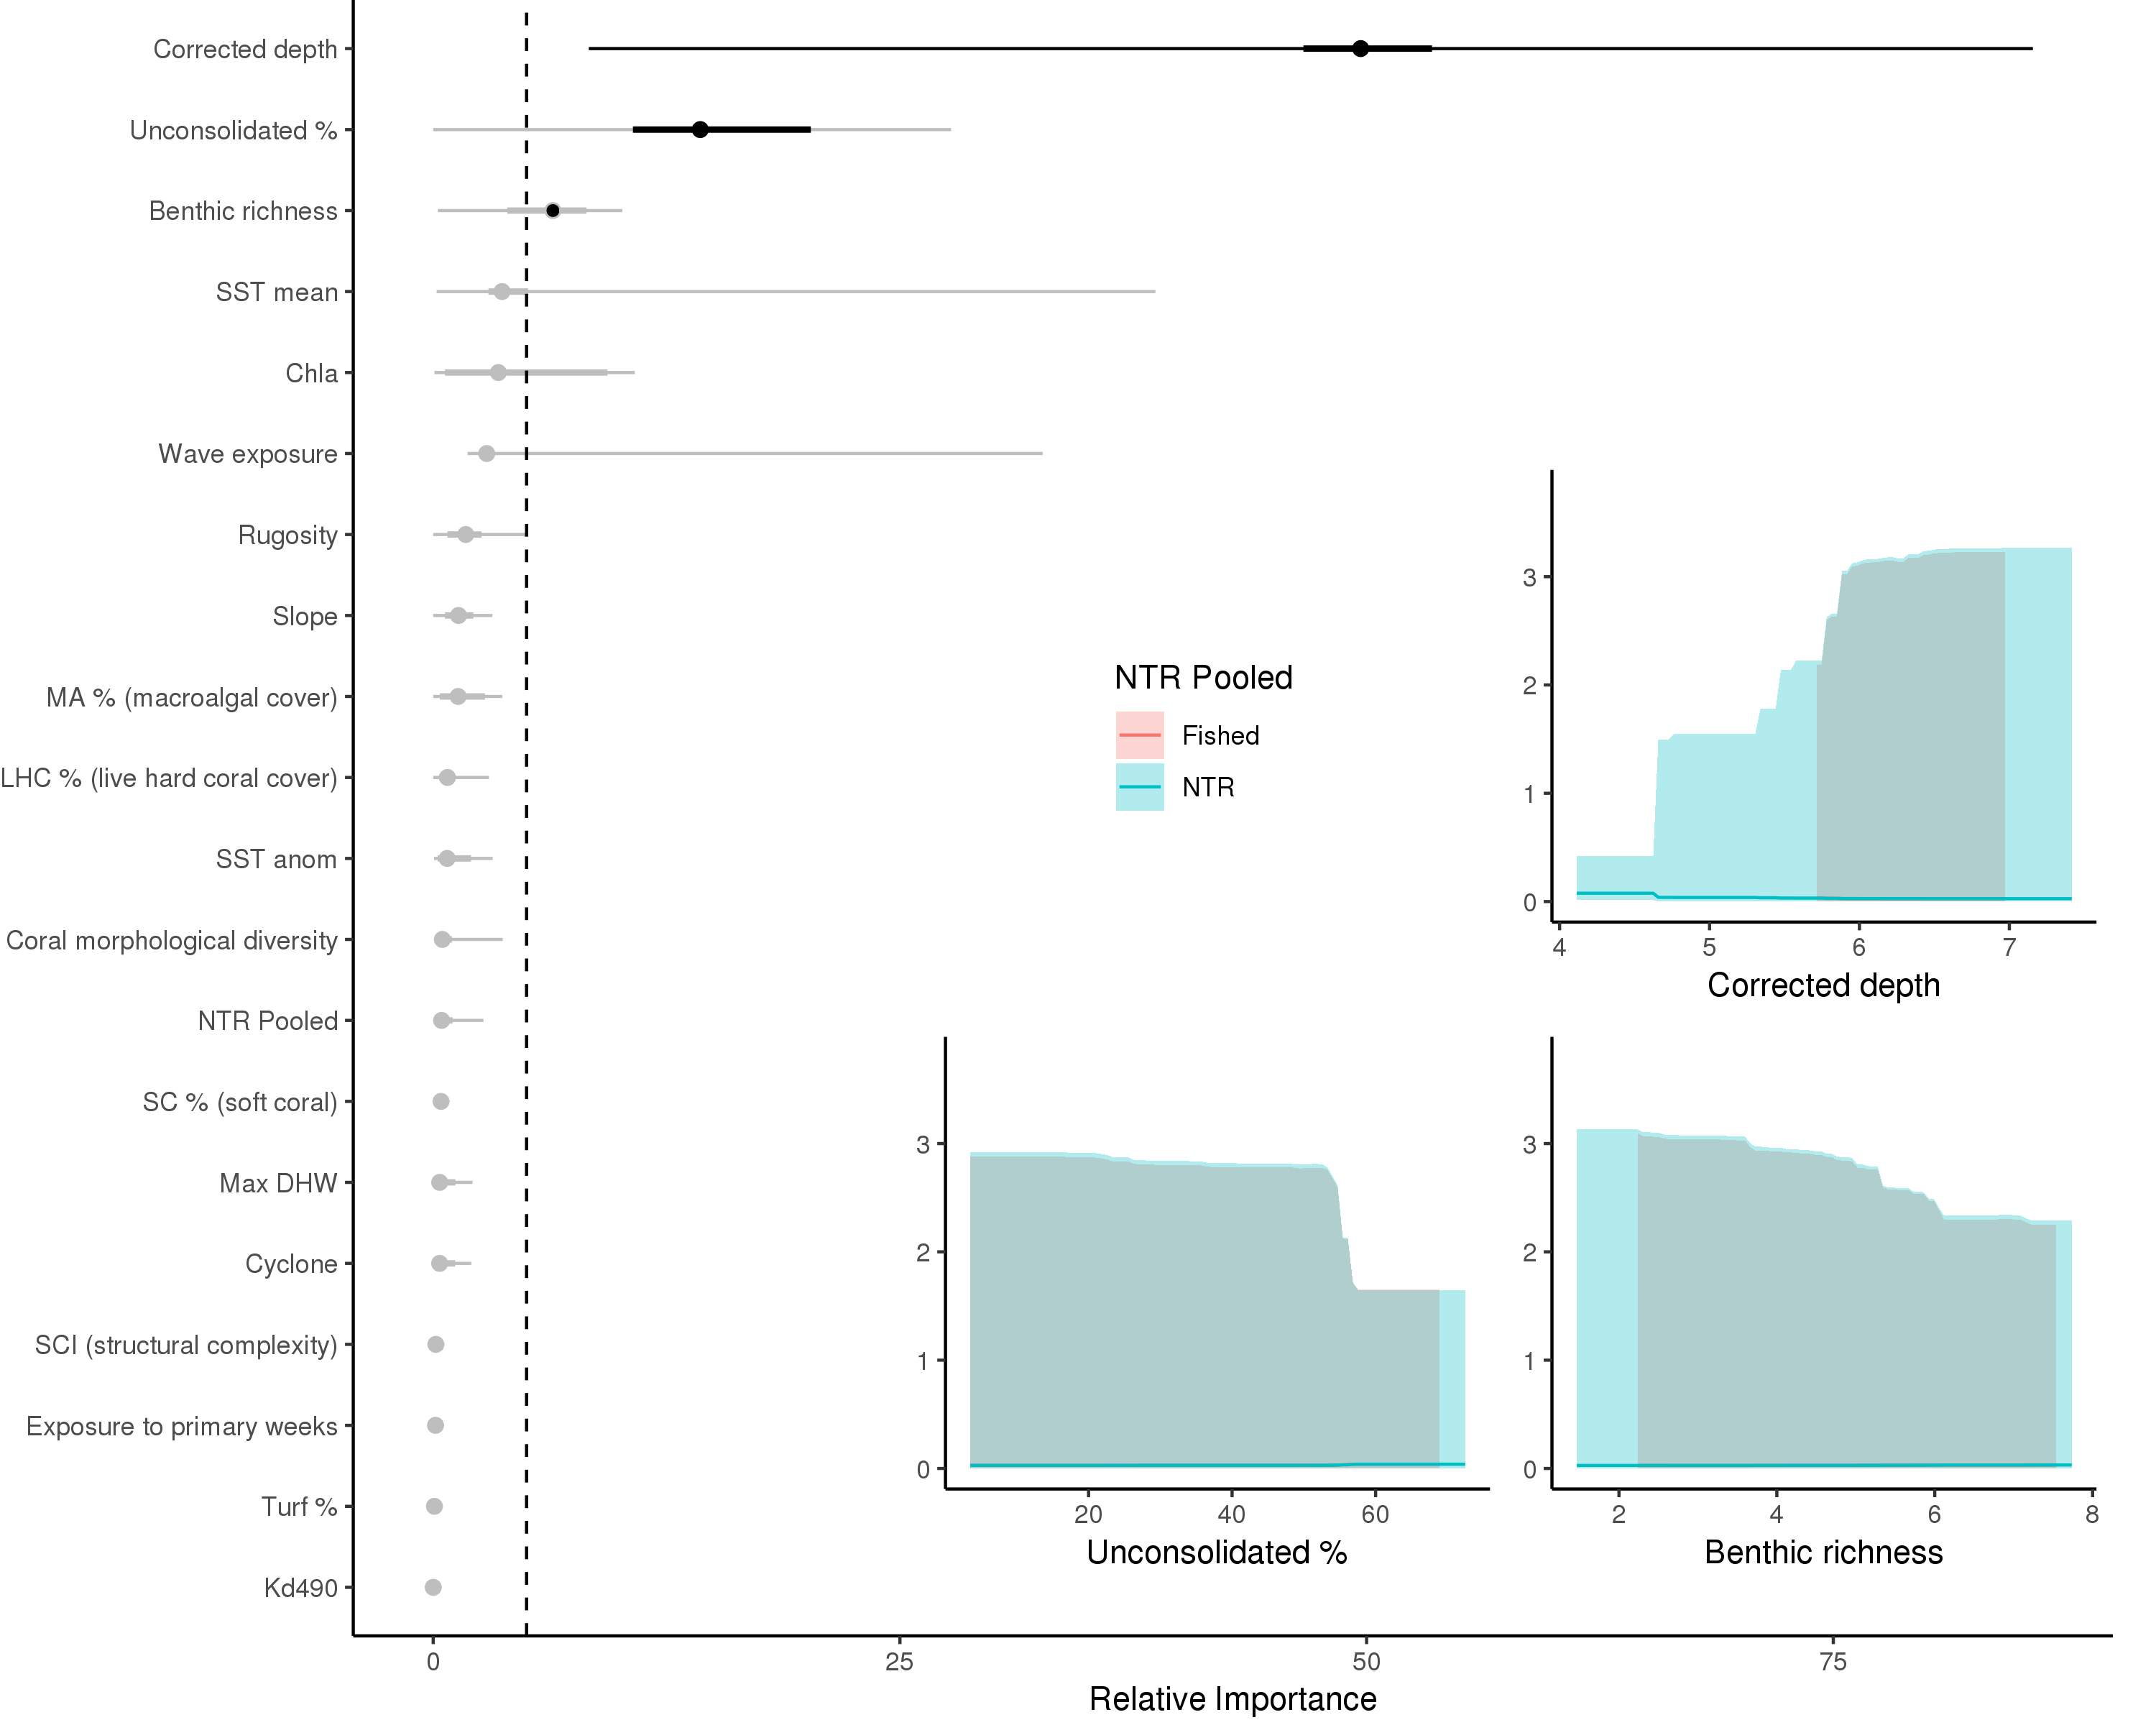 Corrected depth
Unconsolidated %
Benthic richness
SST mean
Chla
Wave exposure
Rugosity
Slope
MA % (macroalgal cover)
LHC % (live hard coral cover)
SST anom
Coral morphological diversity
NTR Pooled
SC % (soft coral)
Max DHW
Cyclone
SCI (structural complexity)
Exposure to primary weeks
Turf %
Kd490
0 25 50 75
Relative Importance
NTR Pooled
Fished
NTR
3
2
1
0
4 5 6 7
Corrected depth
3
2
1
0
20 40 60
Unconsolidated %
3
2
1
0
2 4 6 8
Benthic richness